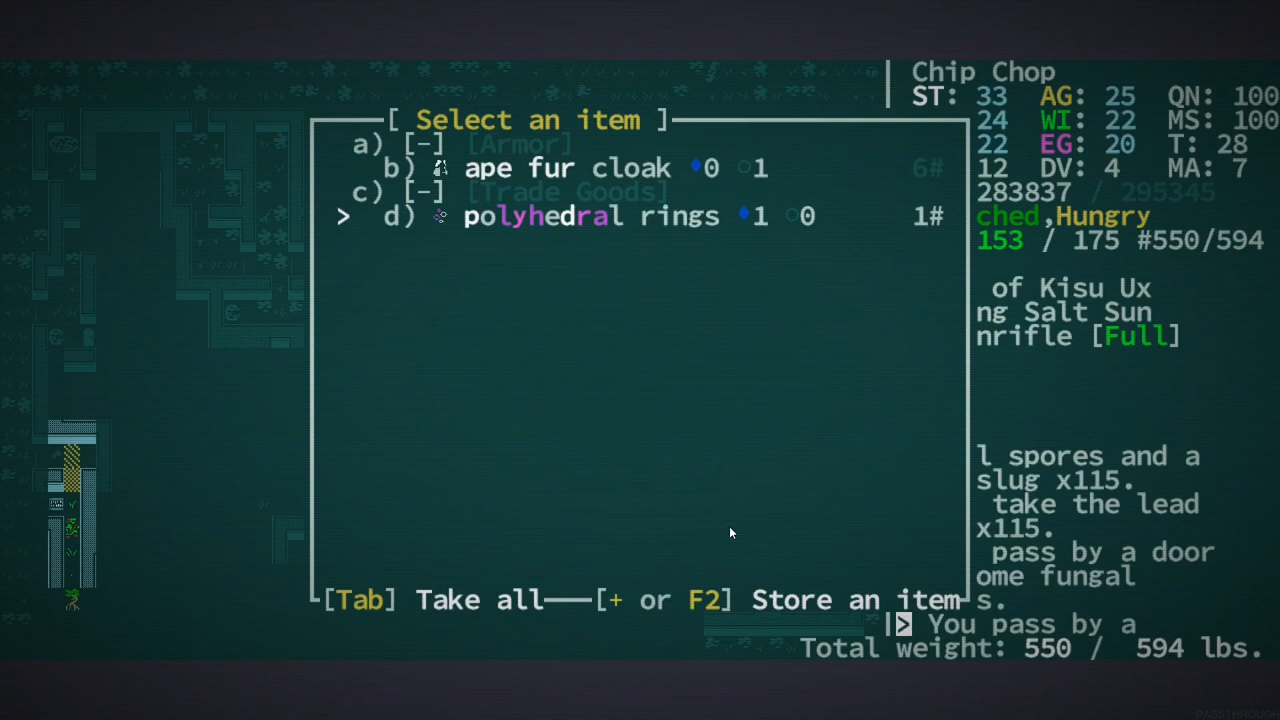 Chip Chop
ST: 33 AG: 25 QN: 100
[ Select an item ]
24 WI: 22 MS: 100
a) [-] [Armor]
22 EG: 20 T: 28
b) ape fur cloak ♦0 ○1 6#
12 DV: 4 MA: 7
c) [-] [Trade Goods]
283837 / 295345
> d) polyhedral rings ♦1 ○0 1#
ched,Hungry
153 / 175 #550/594
of Kisu Ux
ng Salt Sun
nrifle [Full]
l spores and a
slug x115.
take the lead
x115.
pass by a door
ome fungal
[Tab] Take all [+ or F2] Store an item
s.
> You pass by a
Total weight: 550 / 594 lbs.